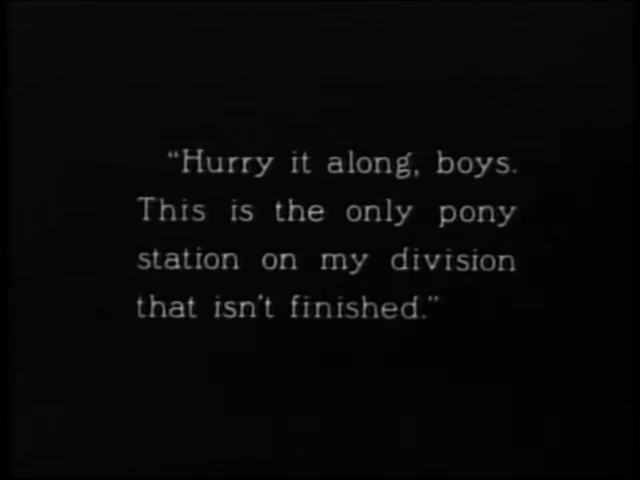 “Hurry it along, boys.
This is the only pony
station on my division
that isn't finished.”